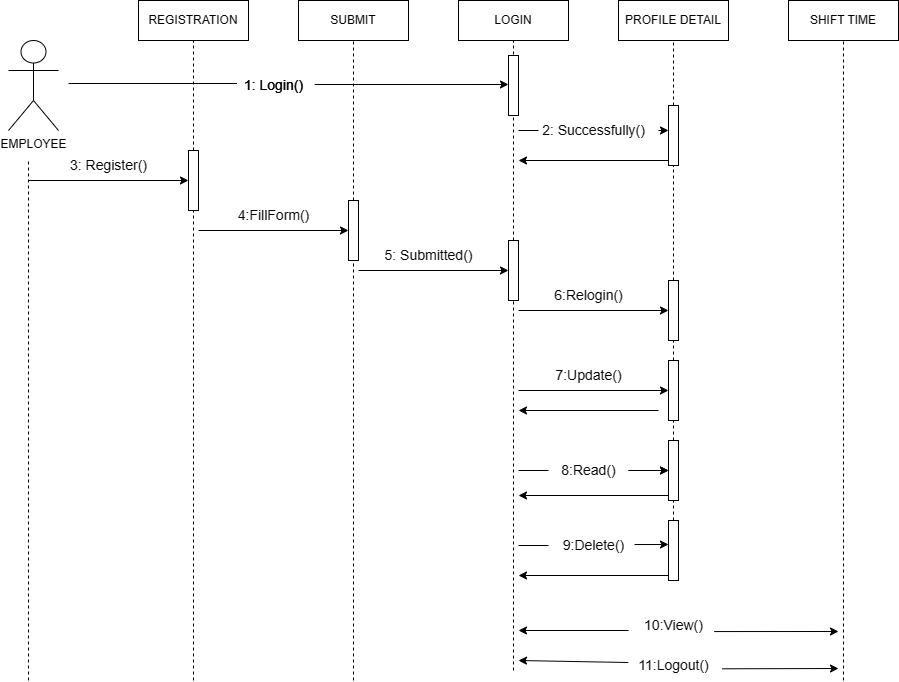 REGISTRATION
SUBMIT
LOGIN
PROFILE DETAIL
SHIFT TIME
1: Login()
2: Successfully()
EMPLOYEE
3: Register()
4:FillForm()
5: Submitted()
6:Relogin()
7:Update()
8:Read()
9:Delete()
10:View()
11:Logout()